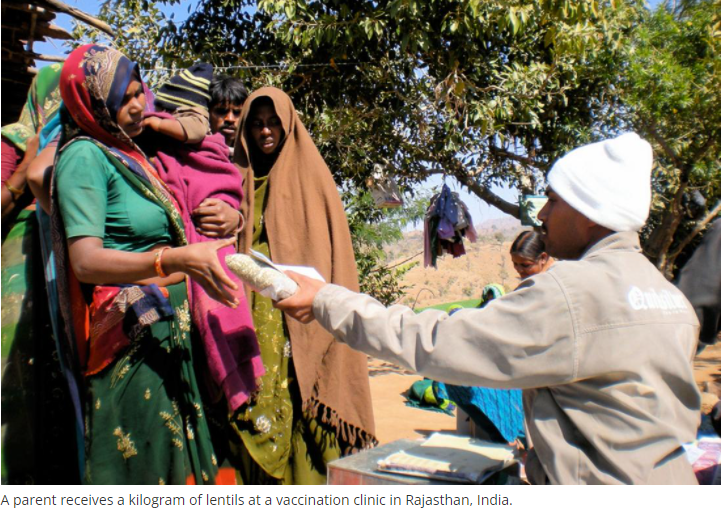 A parent receives a kilogram of lentils at a vaccination clinic in Rajasthan, India.